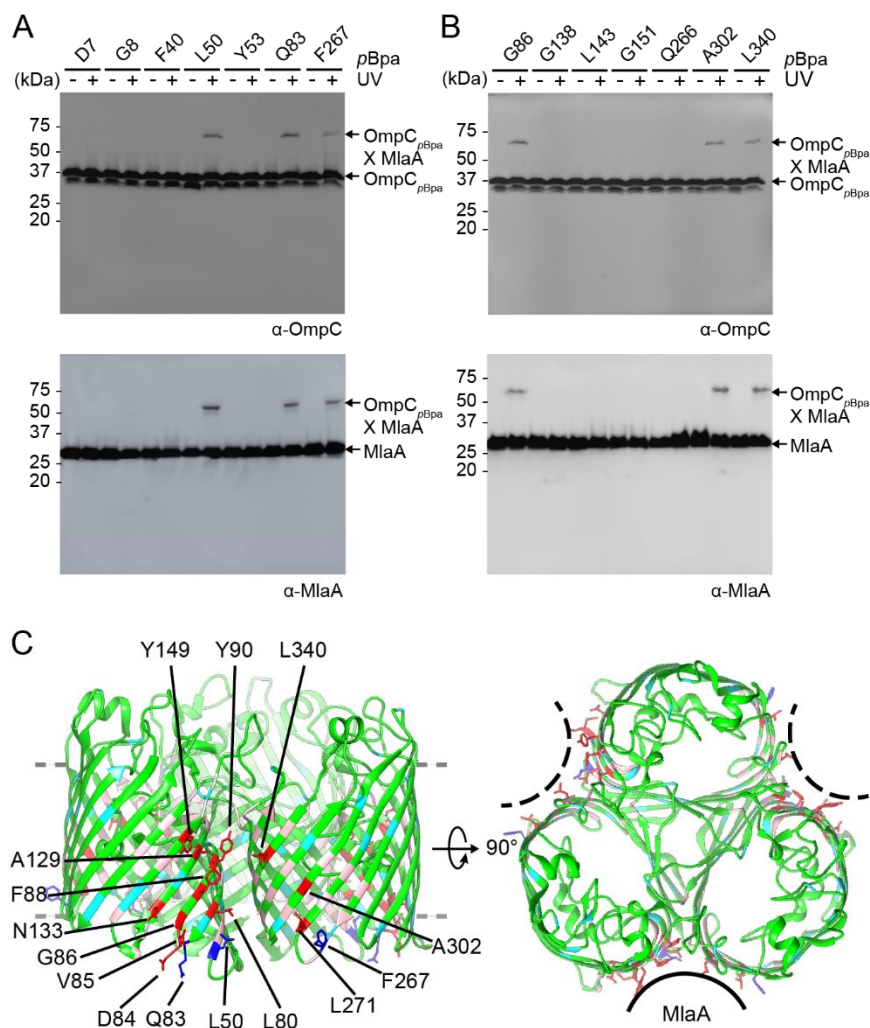 A
D7 G8 F40 L50 Y53 Q83 F267 pBpa
(kDa) - + - + - + - + - + - + - + UV
75
50
37
25
20
OmpCpBpa
X MlaA
OmpCpBpa
α-OmpC
75
50
37
25
20
OmpCpBpa
X MlaA
MlaA
α-MlaA
B
G86 G138 L143 G151 Q266 A302 L340 pBpa
(kDa) - + - + - + - + - + - + - + UV
75
50
37
25
20
OmpCpBpa
X MlaA
OmpCpBpa
α-OmpC
75
50
37
25
20
OmpCpBpa
X MlaA
MlaA
α-MlaA
C
Y149 Y90 L340
A129
F88
N133
G86
V85
D84 Q83 L50 L80 L271 F267
A302
90°
MlaA